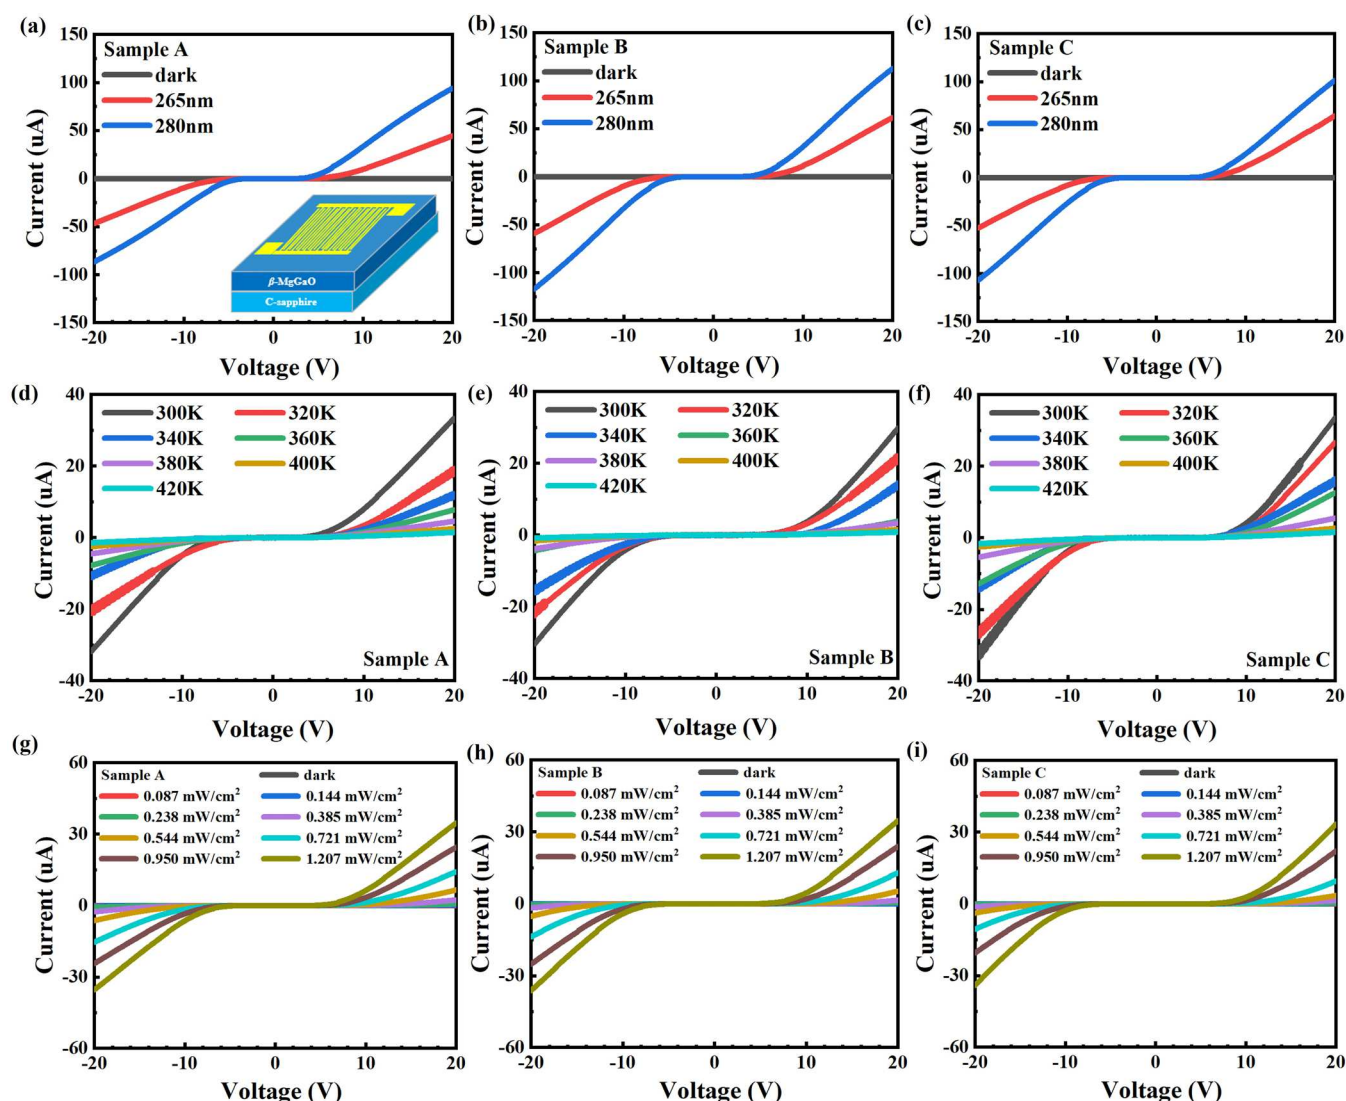 (a)
Sample A
dark
265nm
280nm
β-MgGaO
C-sapphire
150
100
50
0
-50
-100
-150
Current (uA)
-20
-10
0
10
20
Voltage (V)
(b)
Sample B
dark
265nm
280nm
150
100
50
0
-50
-100
-150
Current (uA)
-20
-10
0
10
20
Voltage (V)
(c)
Sample C
dark
265nm
280nm
150
100
50
0
-50
-100
-150
Current (uA)
-20
-10
0
10
20
Voltage (V)
(d)
300K 320K
340K 360K
380K 400K
420K
Sample A
40
20
0
-20
-40
Current (uA)
-20
-10
0
10
20
Voltage (V)
(e)
300K 320K
340K 360K
380K 400K
420K
Sample B
40
20
0
-20
-40
Current (uA)
-20
-10
0
10
20
Voltage (V)
(f)
300K 320K
340K 360K
380K 400K
420K
Sample C
40
20
0
-20
-40
Current (uA)
-20
-10
0
10
20
Voltage (V)
(g)
Sample A dark
0.087 mW/cm² 0.144 mW/cm²
0.238 mW/cm² 0.385 mW/cm²
0.544 mW/cm² 0.721 mW/cm²
0.950 mW/cm² 1.207 mW/cm²
60
30
0
-30
-60
Current (uA)
-20
-10
0
10
20
Voltage (V)
(h)
Sample B dark
0.087 mW/cm² 0.144 mW/cm²
0.238 mW/cm² 0.385 mW/cm²
0.544 mW/cm² 0.721 mW/cm²
0.950 mW/cm² 1.207 mW/cm²
60
30
0
-30
-60
Current (uA)
-20
-10
0
10
20
Voltage (V)
(i)
Sample C dark
0.087 mW/cm² 0.144 mW/cm²
0.238 mW/cm² 0.385 mW/cm²
0.544 mW/cm² 0.721 mW/cm²
0.950 mW/cm² 1.207 mW/cm²
60
30
0
-30
-60
Current (uA)
-20
-10
0
10
20
Voltage (V)